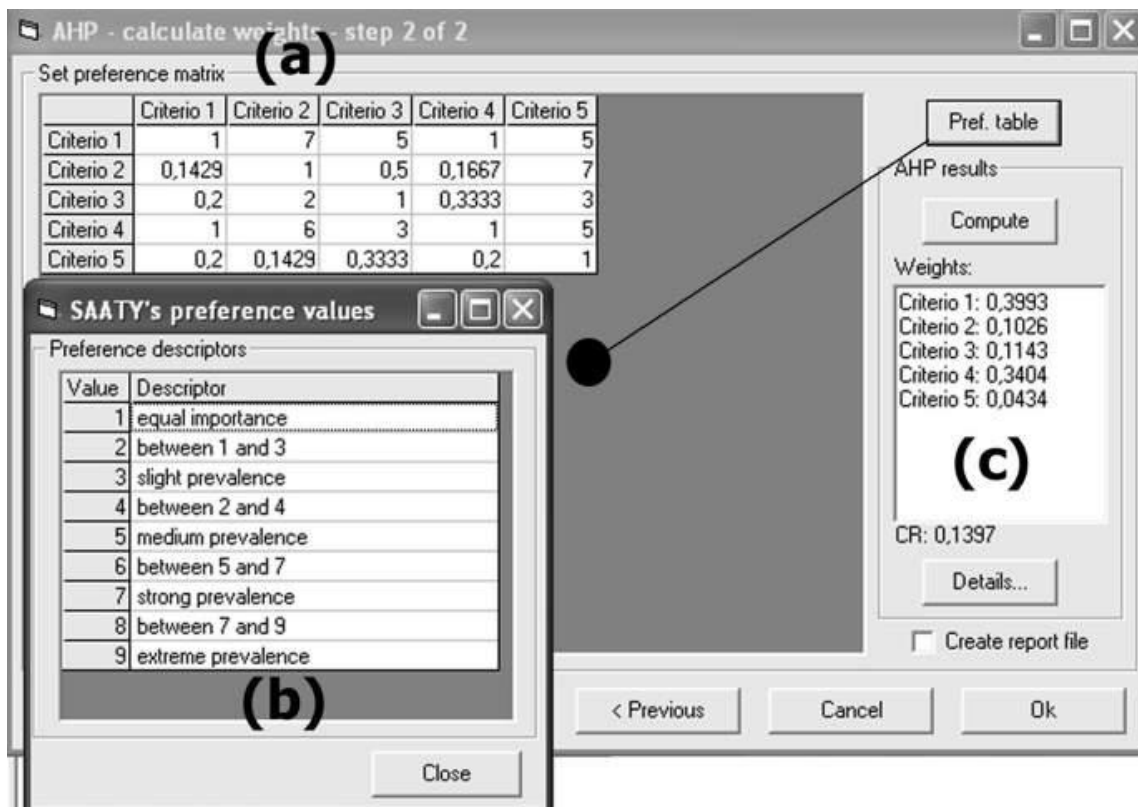 AHP - calculate weights - step 2 of 2
(a)
Set preference matrix
Criterio 1 Criterio 2 Criterio 3 Criterio 4 Criterio 5
Criterio 1 1 7 5 1 5
Criterio 2 0,1429 1 0,5 0,1667 7
Criterio 3 0,2 2 1 0,3333 3
Criterio 4 1 6 3 1 5
Criterio 5 0,2 0,1429 0,3333 0,2 1
Pref. table
AHP results
Compute
Weights:
Criterio 1: 0,3993
Criterio 2: 0,1026
Criterio 3: 0,1143
Criterio 4: 0,3404
Criterio 5: 0,0434
(c)
CR: 0,1397
Details...
Create report file
SAATY's preference values
Preference descriptors
Value Descriptor
1 equal importance
2 between 1 and 3
3 slight prevalence
4 between 2 and 4
5 medium prevalence
6 between 5 and 7
7 strong prevalence
8 between 7 and 9
9 extreme prevalence
(b)
Close
< Previous
Cancel
Ok